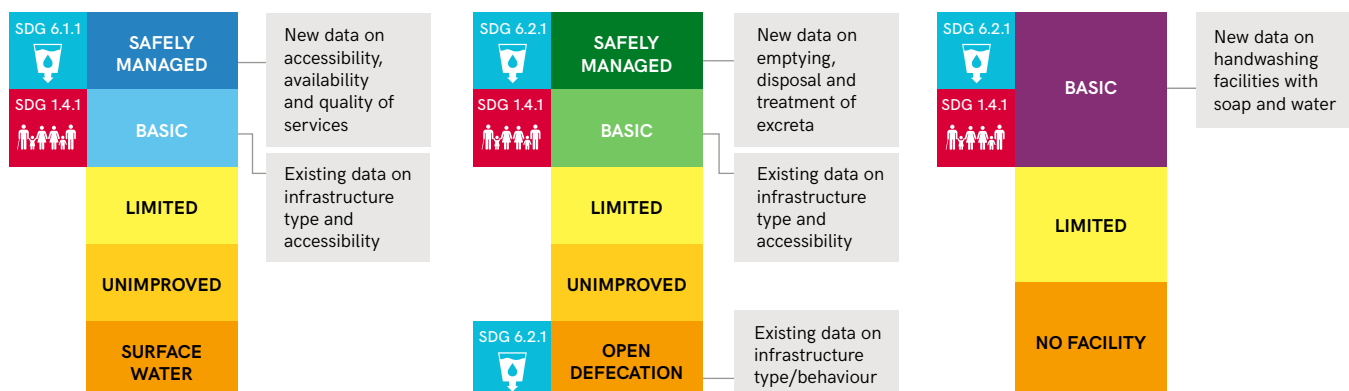 SDG 6.1.1
SAFELY
MANAGED
New data on
accessibility,
availability
and quality of
services
SDG 1.4.1
BASIC
Existing data on
infrastructure
type and
accessibility
LIMITED
UNIMPROVED
SURFACE
WATER
SDG 6.2.1
SAFELY
MANAGED
New data on
emptying,
disposal and
treatment of
excreta
SDG 1.4.1
BASIC
Existing data on
infrastructure
type and
accessibility
LIMITED
UNIMPROVED
SDG 6.2.1
OPEN
DEFECATION
Existing data on
infrastructure
type/behaviour
SDG 6.2.1
SDG 1.4.1
BASIC
New data on
handwashing
facilities with
soap and water
LIMITED
NO FACILITY